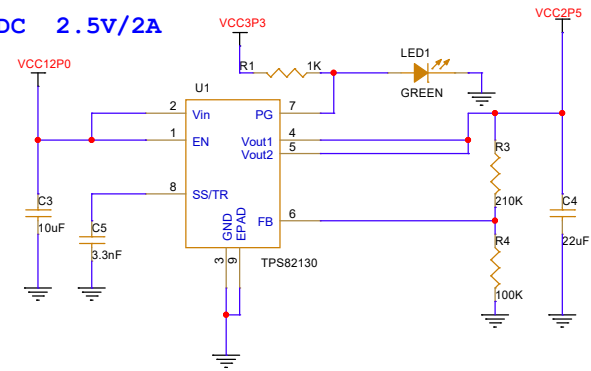 DC 2.5V/2A
VCC3P3
VCC2P5
VCC12P0
R1
1K
LED1
GREEN
U1
2
Vin
PG
7
1
EN
Vout1
4
Vout2
5
R3
210K
8
SS/TR
FB
6
GND
EPAD
3
9
TPS82130
C3
10uF
C5
3.3nF
R4
100K
C4
22uF